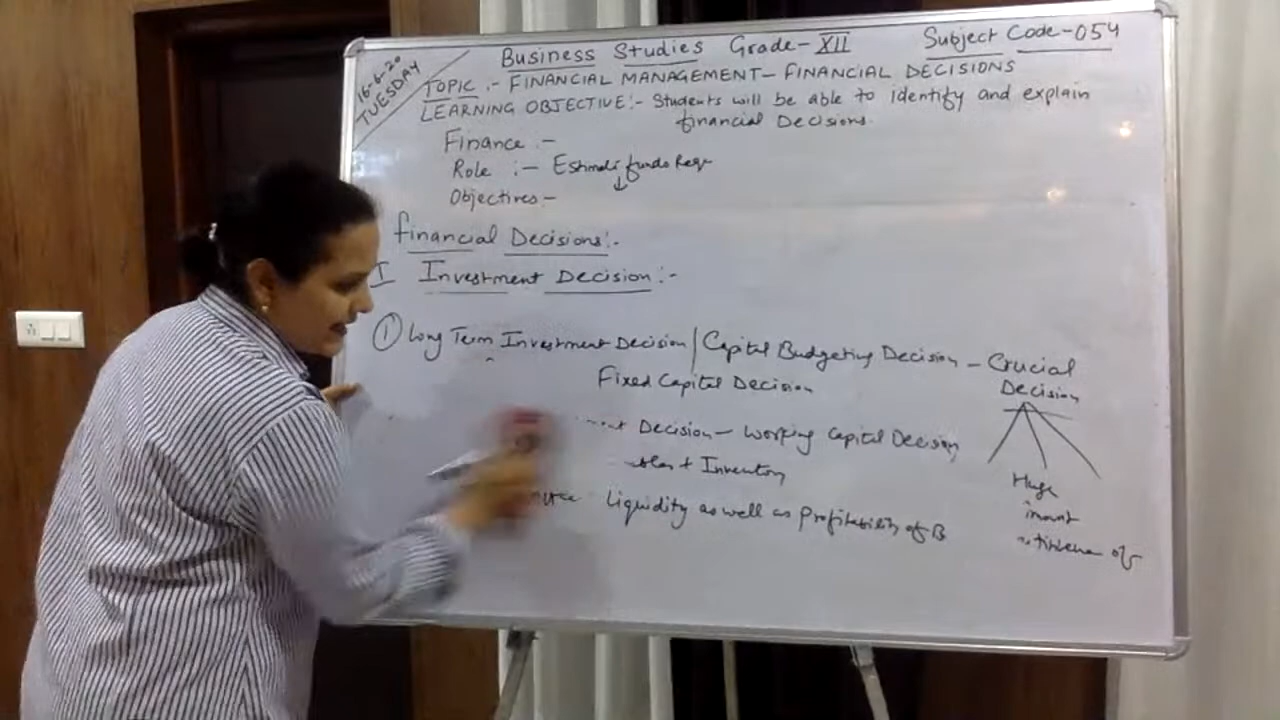 16-6-20
TUESDAY
Business Studies Grade-XII Subject Code-054
TOPIC :- FINANCIAL MANAGEMENT- FINANCIAL DECISIONS
LEARNING OBJECTIVE:- Students will be able to identify and explain
financial Decisions.
Finance :-
Role :- funds Reqr
Objectives:-
Financial Decisions:-
I Investment Decision:-
① Long Term Investment Decision/Capital Budgeting Decision - Crucial
Decision
Fixed Capital Decision
Decision- Working Capital Decision
+ Inventory
Liquidity as well as Profitability of B
Huge